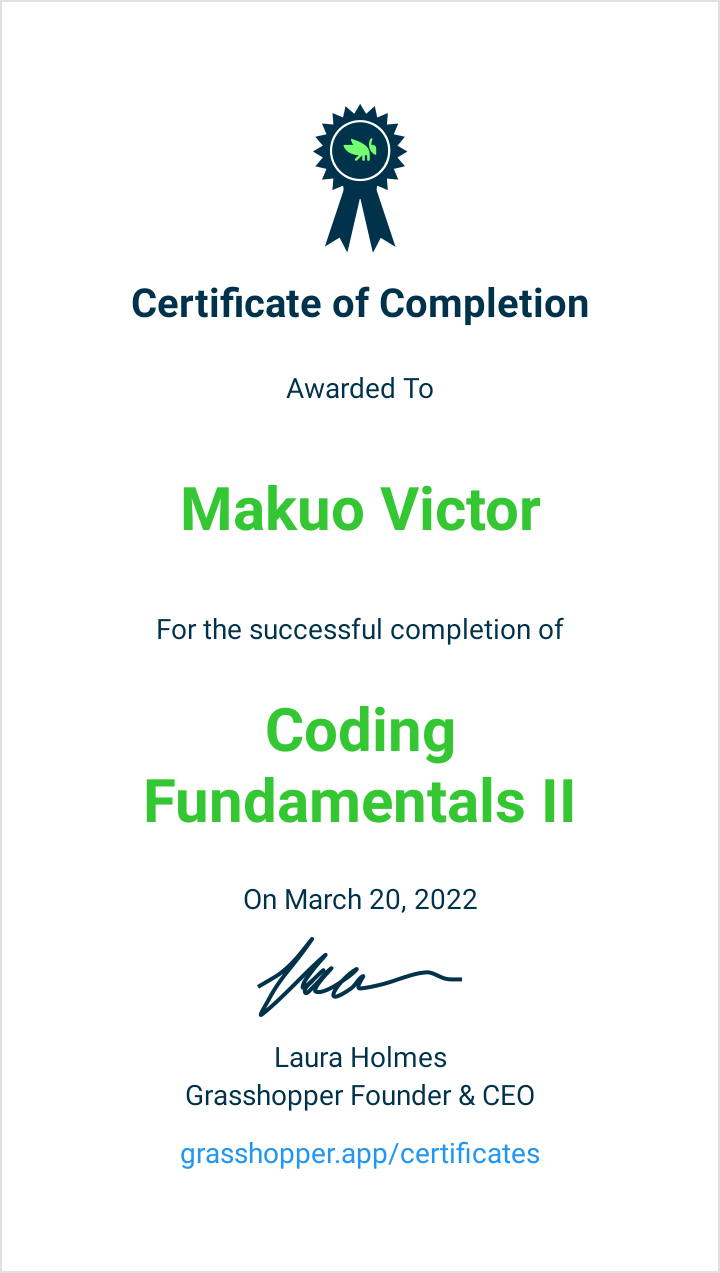 Certificate of Completion
Awarded To
Makuo Victor
For the successful completion of
Coding
Fundamentals II
On March 20, 2022
Laura Holmes
Grasshopper Founder & CEO
grasshopper.app/certificates